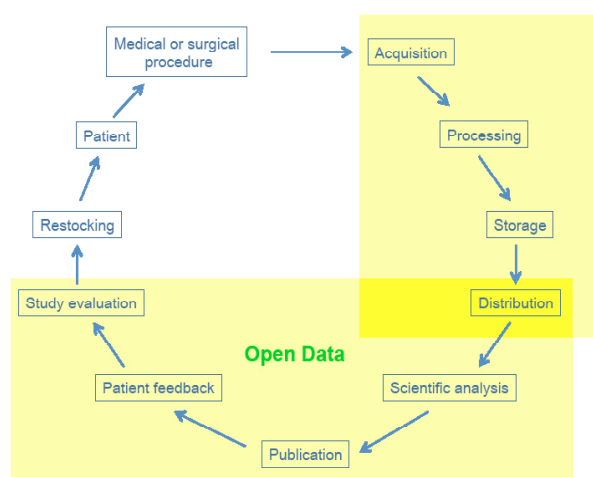 Medical or surgical
procedure
Acquisition
Patient
Processing
Restocking
Storage
Study evaluation
Distribution
Open Data
Patient feedback
Scientific analysis
Publication